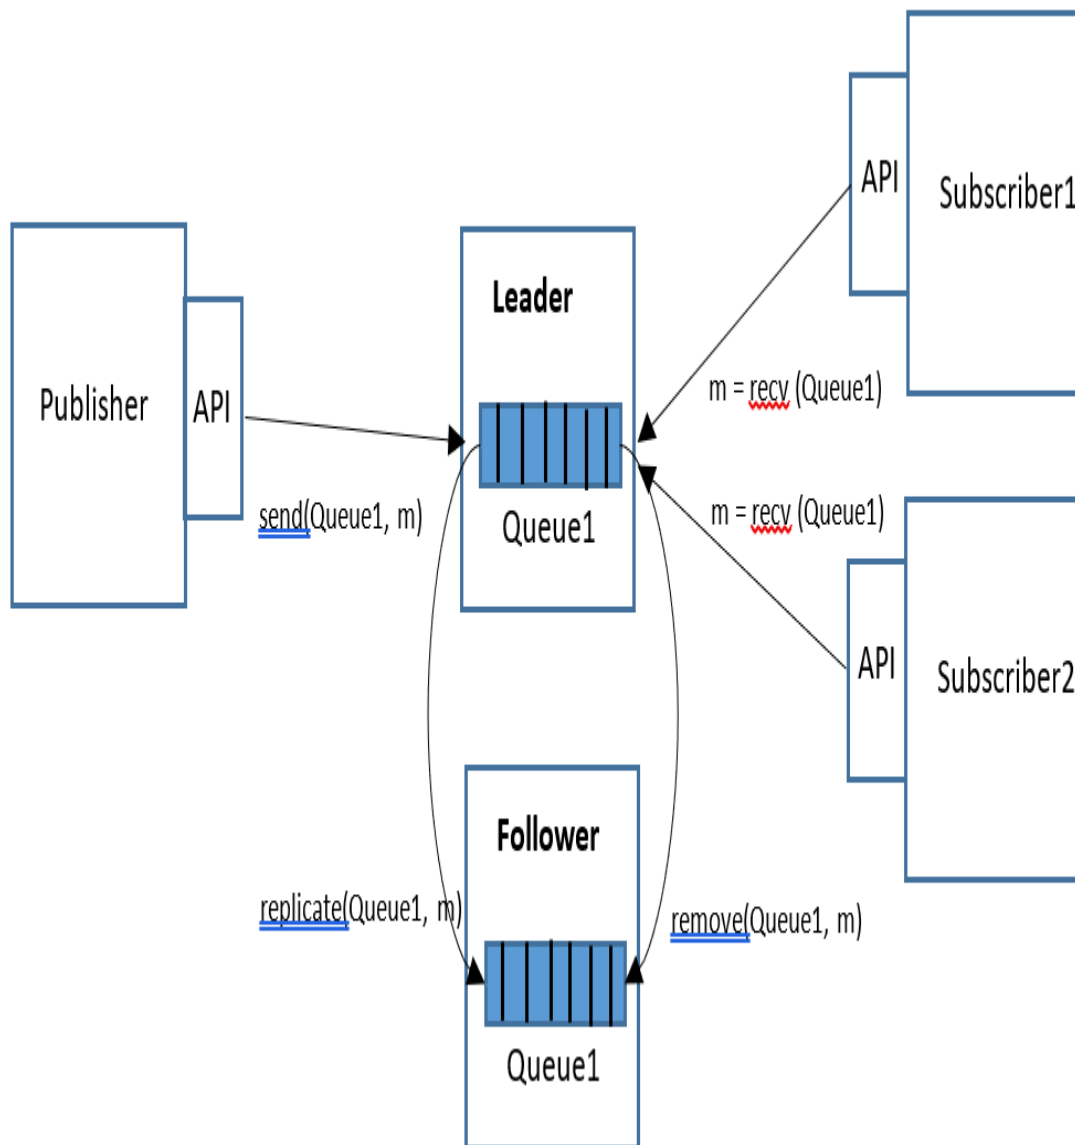 Publisher
API
send(Queue1, m)
Leader
Queue1
m = recv (Queue1)
m = recv (Queue1)
API
Subscriber1
API
Subscriber2
Follower
replicate(Queue1, m)
remove(Queue1, m)
Queue1